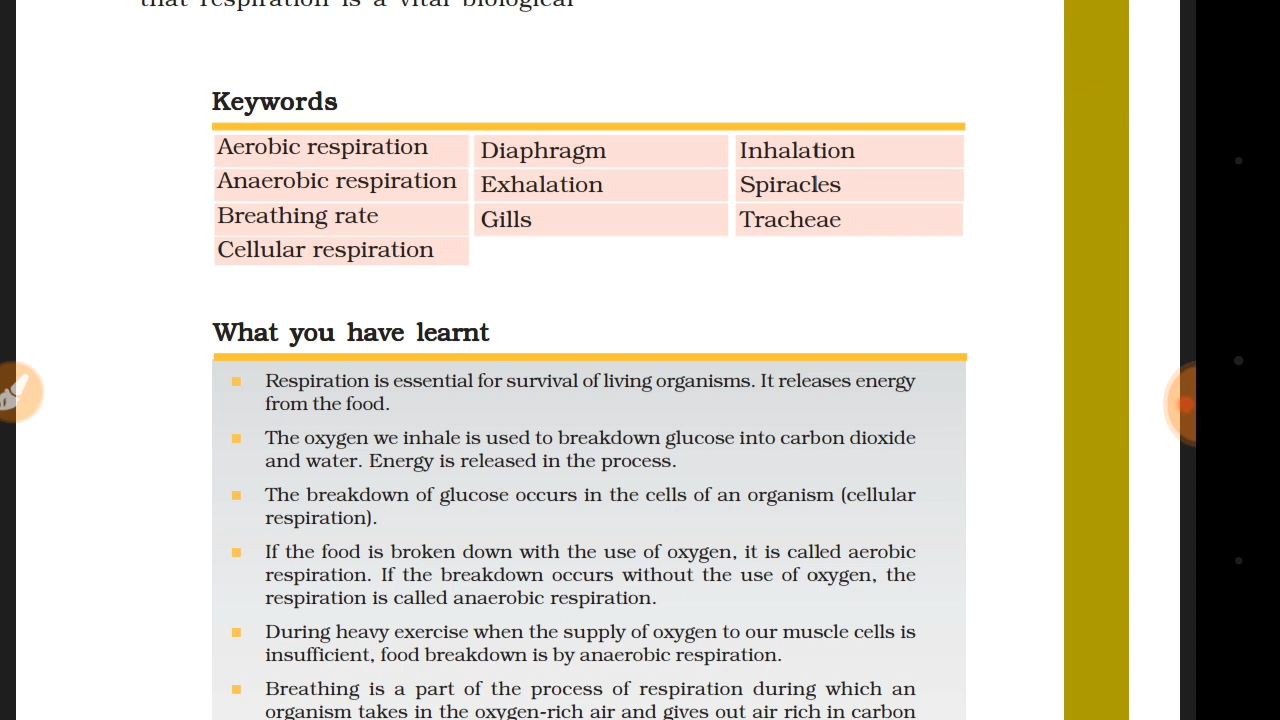 that respiration is a vital biological
Keywords
Aerobic respiration
Anaerobic respiration
Breathing rate
Cellular respiration
Diaphragm
Exhalation
Gills
Inhalation
Spiracles
Tracheae
What you have learnt
Respiration is essential for survival of living organisms. It releases energy
from the food.
The oxygen we inhale is used to breakdown glucose into carbon dioxide
and water. Energy is released in the process.
The breakdown of glucose occurs in the cells of an organism (cellular
respiration).
If the food is broken down with the use of oxygen, it is called aerobic
respiration. If the breakdown occurs without the use of oxygen, the
respiration is called anaerobic respiration.
During heavy exercise when the supply of oxygen to our muscle cells is
insufficient, food breakdown is by anaerobic respiration.
Breathing is a part of the process of respiration during which an
organism takes in the oxygen-rich air and gives out air rich in carbon